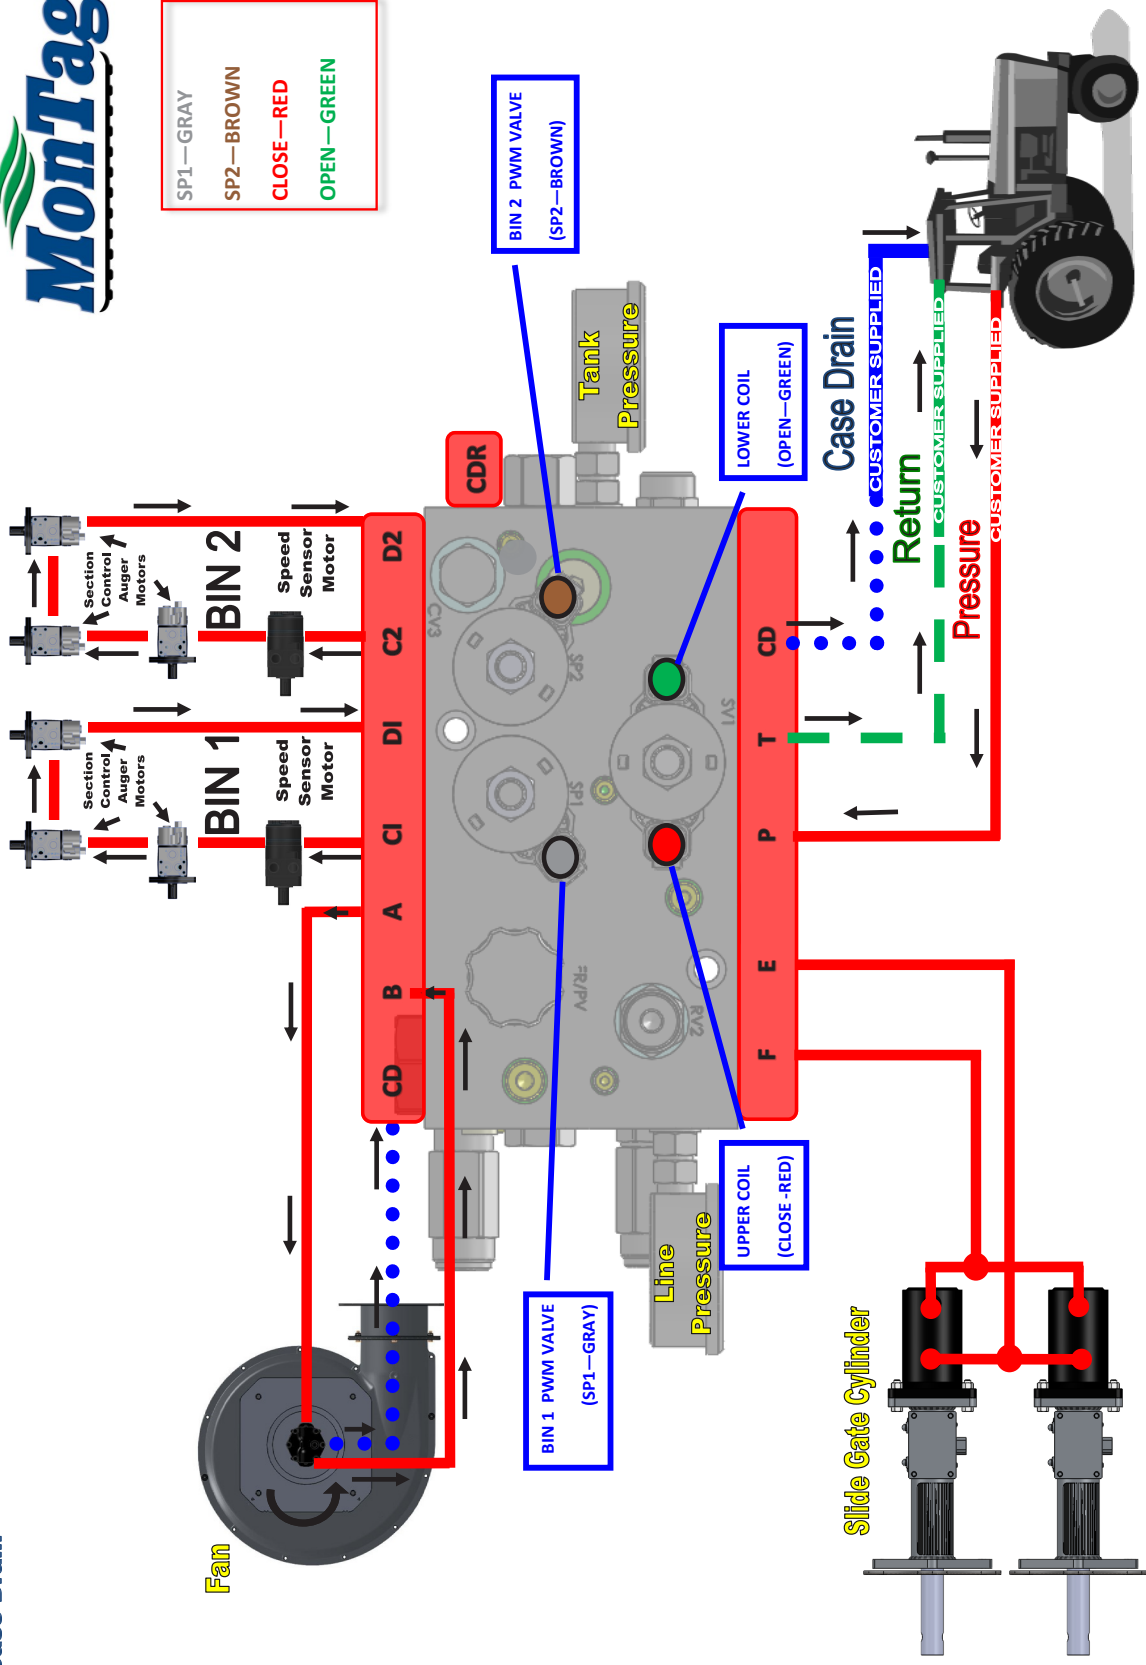 MonTag
SP1—GRAY
SP2—BROWN
CLOSE—RED
OPEN—GREEN
BIN 2 PWM VALVE
(SP2—BROWN)
Tank
Pressure
LOWER COIL
(OPEN—GREEN)
Case Drain
CUSTOMER SUPPLIED
Return
CUSTOMER SUPPLIED
Pressure
CUSTOMER SUPPLIED
Section
Control
Auger
Motors
BIN 2
Speed
Sensor
Motor
Section
Control
Auger
Motors
BIN 1
Speed
Sensor
Motor
CDR
D2
C2
DI
CI
A
B
CD
CV3
SP2
SP1
SV1
FR/PV
RV2
CD
T
P
E
F
BIN 1 PWM VALVE
(SP1—GRAY)
Line
Pressure
UPPER COIL
(CLOSE -RED)
Fan
Slide Gate Cylinder